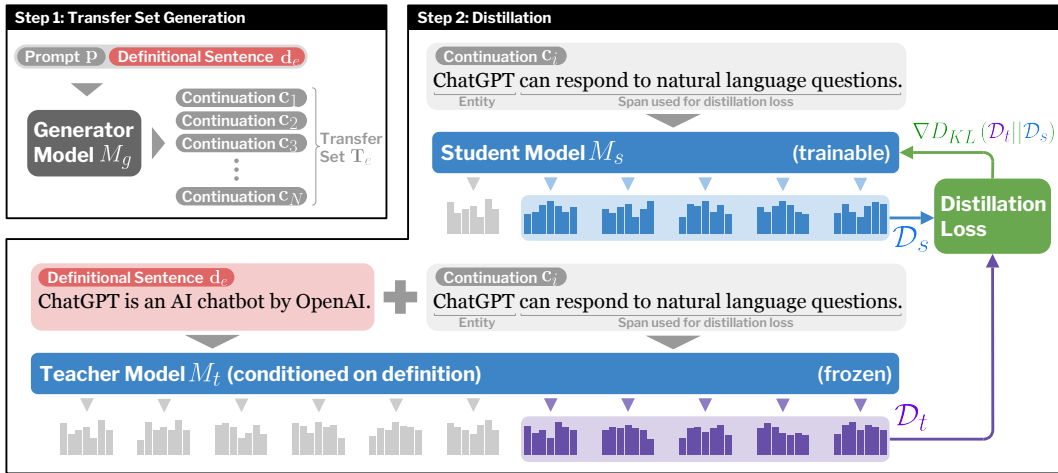 Step 1: Transfer Set Generation
Prompt p
Definitional Sentence d_e
Generator
Model M_g
Continuation c_1
Continuation c_2
Continuation c_3
Continuation c_N
Transfer
Set T_e
Step 2: Distillation
Continuation c_i
ChatGPT can respond to natural language questions.
Entity
Span used for distillation loss
Student Model M_s
(trainable)
∇D_{KL}(𝒟_t||𝒟_s)
Distillation
Loss
𝒟_s
Definitional Sentence d_e
ChatGPT is an AI chatbot by OpenAI.
Continuation c_i
ChatGPT can respond to natural language questions.
Entity
Span used for distillation loss
Teacher Model M_t (conditioned on definition)
(frozen)
𝒟_t